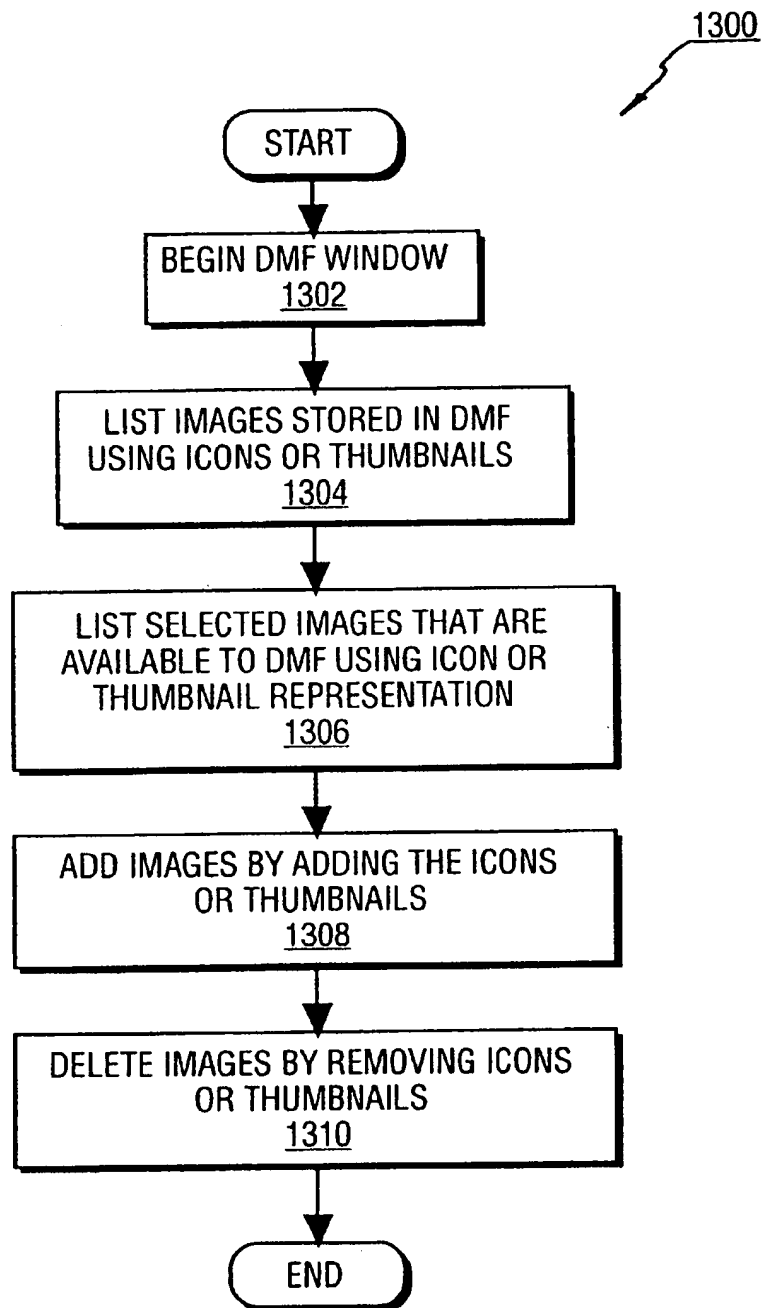 1300
START
BEGIN DMF WINDOW
1302
LIST IMAGES STORED IN DMF
USING ICONS OR THUMBNAILS
1304
LIST SELECTED IMAGES THAT ARE
AVAILABLE TO DMF USING ICON OR
THUMBNAIL REPRESENTATION
1306
ADD IMAGES BY ADDING THE ICONS
OR THUMBNAILS
1308
DELETE IMAGES BY REMOVING ICONS
OR THUMBNAILS
1310
END